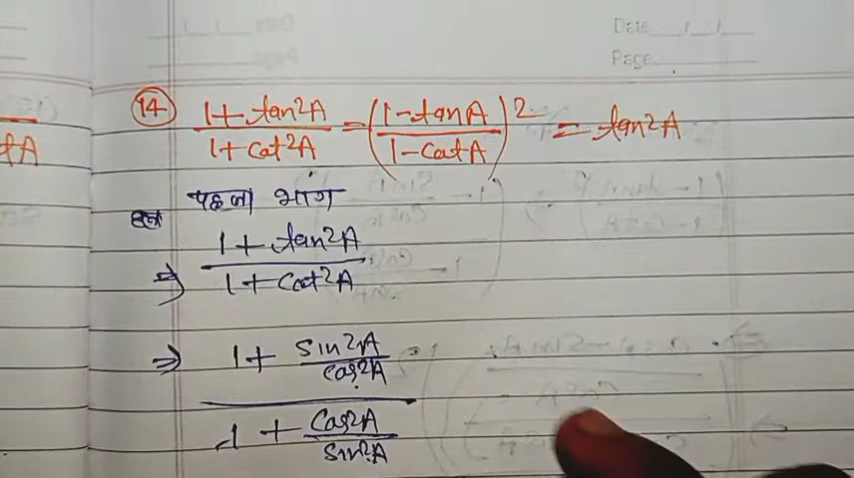 Date
Page
(14) (1+tan²A)/(1+cot²A) = ((1-tanA)/(1-cotA))² = tan²A
tA
पहला भाग
⇒ (1+tan²A)/(1+cot²A)
⇒ (1+ sin²A/cos²A)/(1+ cos²A/sin²A)